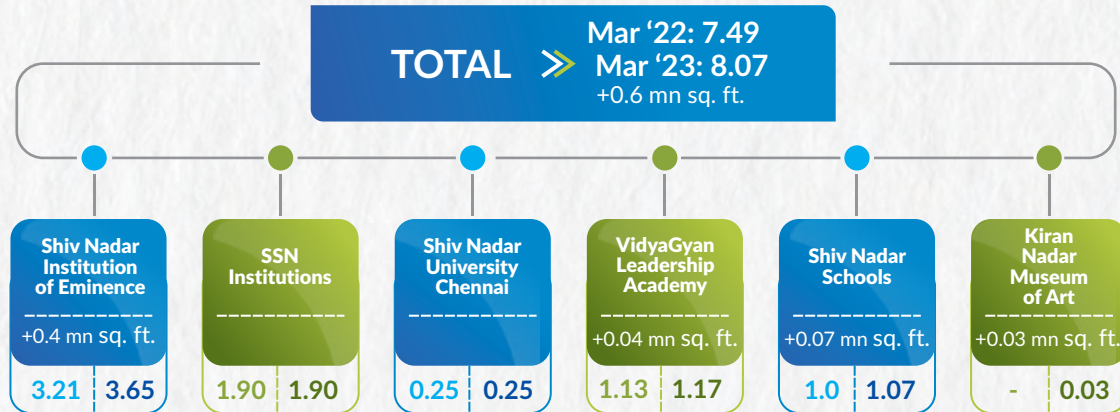 TOTAL
Mar ‘22: 7.49
Mar ‘23: 8.07
+0.6 mn sq. ft.
Shiv Nadar
Institution
of Eminence
+0.4 mn sq. ft.
3.21 3.65
SSN
Institutions
1.90 1.90
Shiv Nadar
University
Chennai
0.25 0.25
VidyaGyan
Leadership
Academy
+0.04 mn sq. ft.
1.13 1.17
Shiv Nadar
Schools
+0.07 mn sq. ft.
1.0 1.07
Kiran
Nadar
Museum
of Art
+0.03 mn sq. ft.
- 0.03